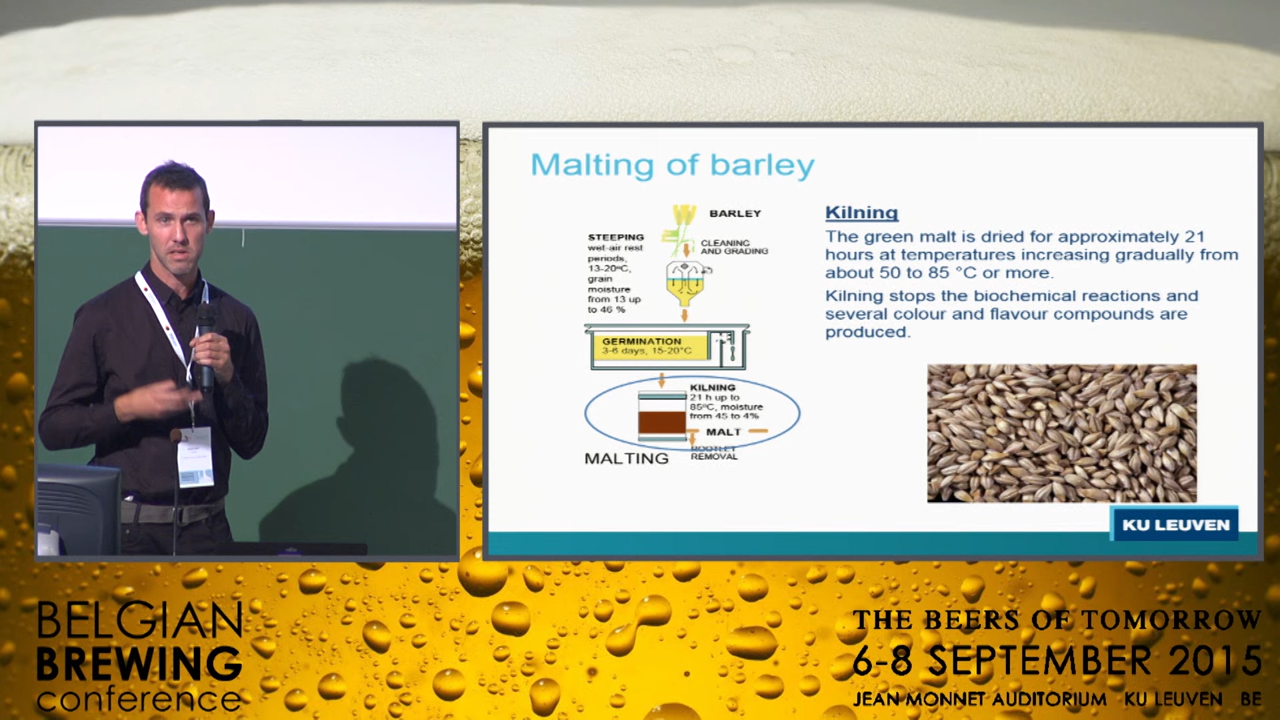 Malting of barley
BARLEY
STEEPING
wet-air rest
periods,
13-20°C,
grain
moisture
from 13 up
to 46 %
CLEANING
AND GRADING
GERMINATION
3-6 days, 15-20°C
KILNING
21 h up to
85°C, moisture
from 45 to 4%
MALT
ROOTLET
REMOVAL
MALTING
Kilning
The green malt is dried for approximately 21
hours at temperatures increasing gradually from
about 50 to 85 °C or more.
Kilning stops the biochemical reactions and
several colour and flavour compounds are
produced.
KU LEUVEN
BELGIAN
BREWING
conference
THE BEERS OF TOMORROW
6-8 SEPTEMBER 2015
JEAN MONNET AUDITORIUM KU LEUVEN BE